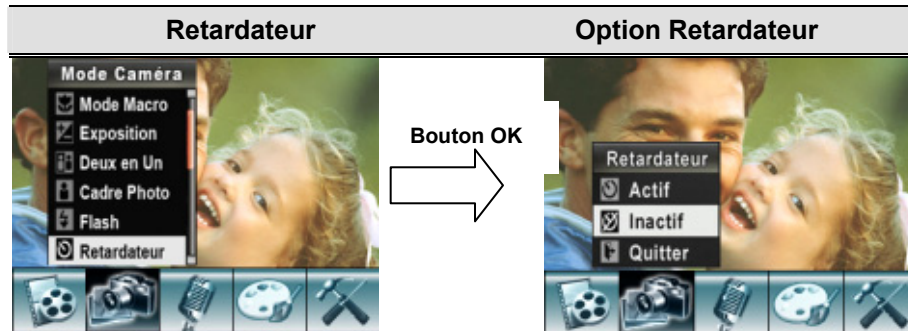 Retardateur
Option Retardateur
Mode Caméra
Mode Macro
Exposition
Deux en Un
Cadre Photo
Flash
Retardateur
Bouton OK
Retardateur
Actif
Inactif
Quitter